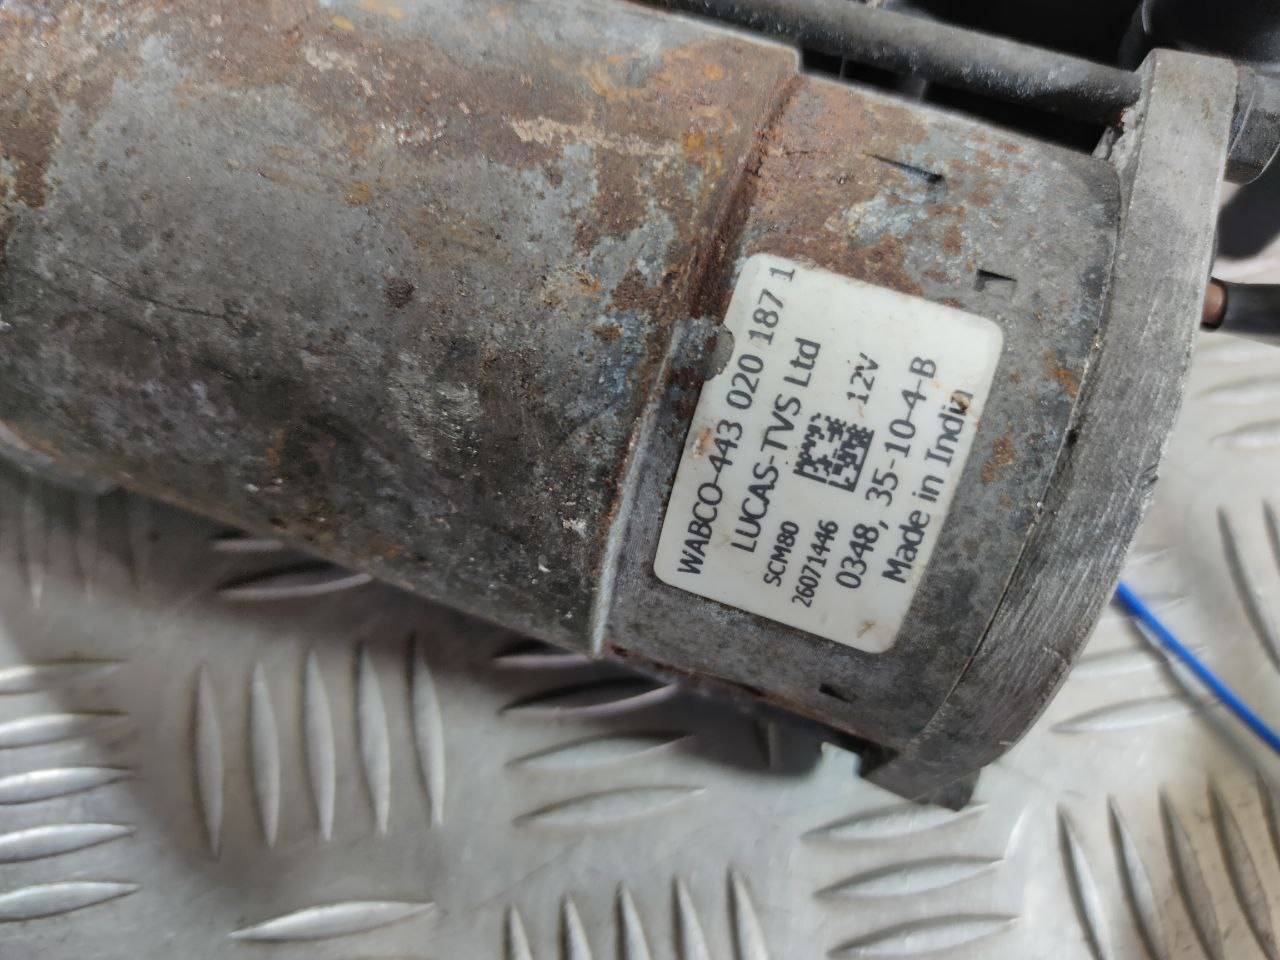 WABCO-443 020 187 1
LUCAS-TVS Ltd
SCM80 12V
26071446
0348, 35-10-4-B
Made in India